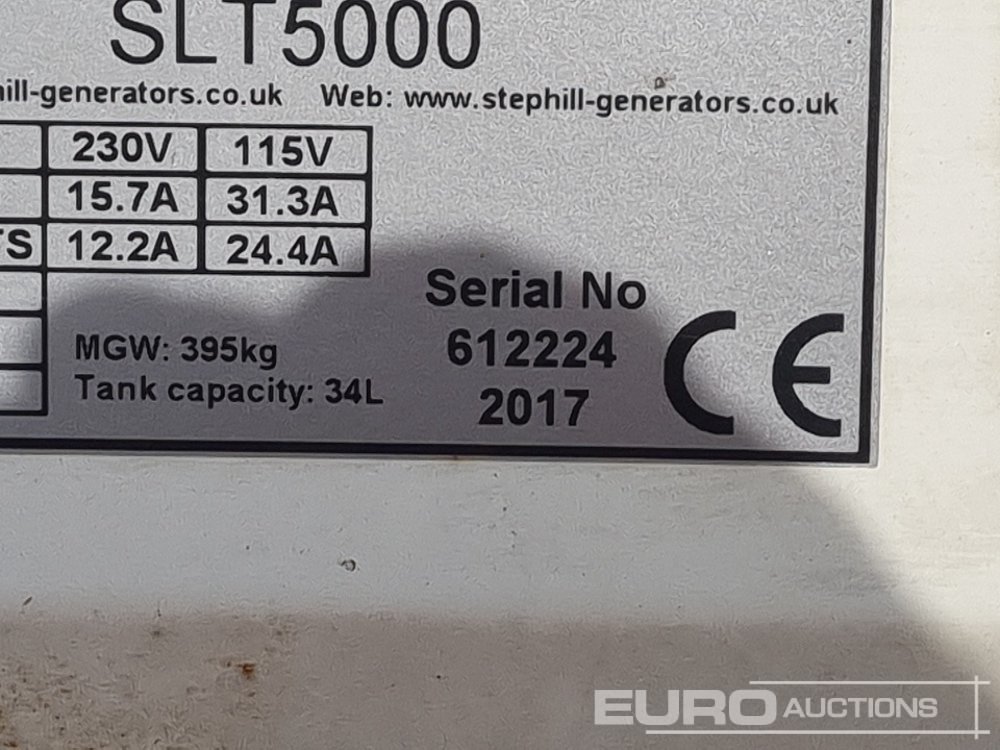 SLT5000
hill-generators.co.uk Web: www.stephill-generators.co.uk
230V 115V
15.7A 31.3A
TS 12.2A 24.4A
Serial No
MGW: 395kg 612224
Tank capacity: 34L 2017
CE
EURO AUCTIONS